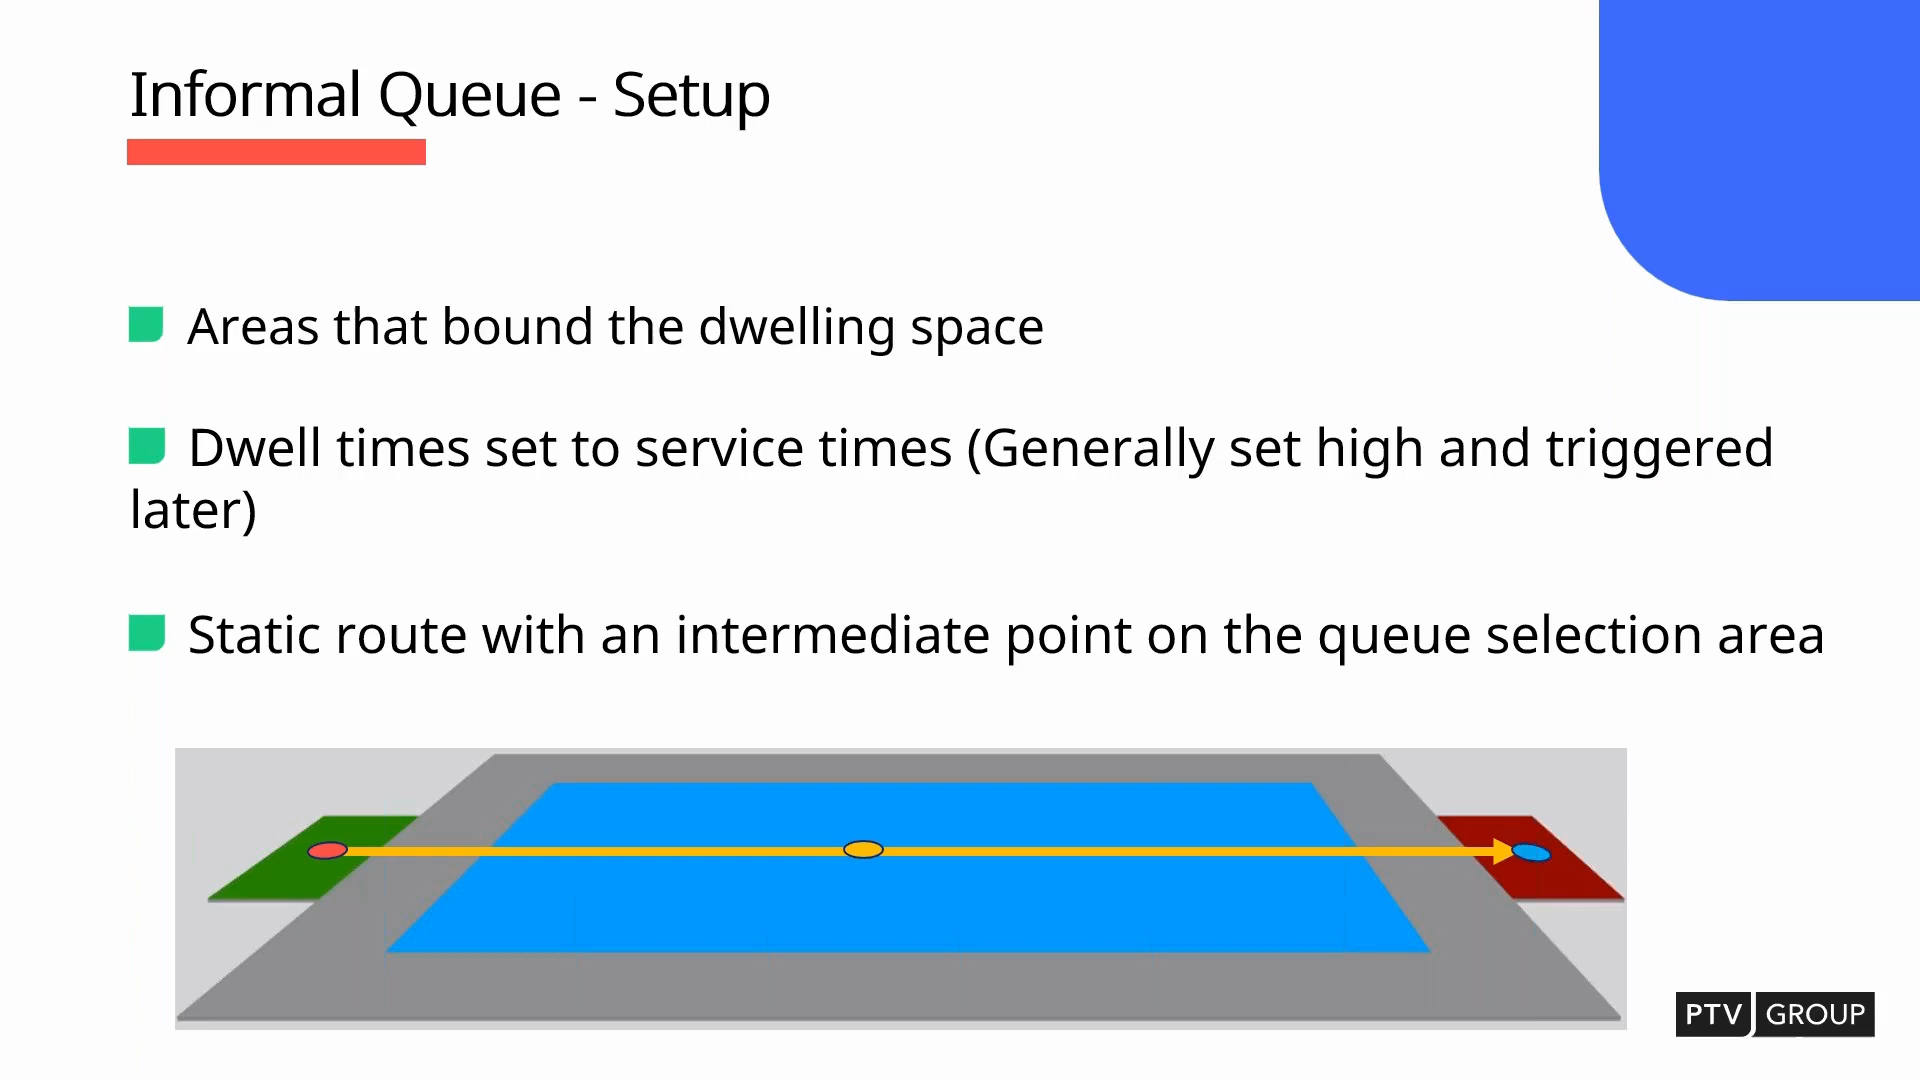 Informal Queue - Setup
Areas that bound the dwelling space
Dwell times set to service times (Generally set high and triggered
later)
Static route with an intermediate point on the queue selection area
PTV GROUP